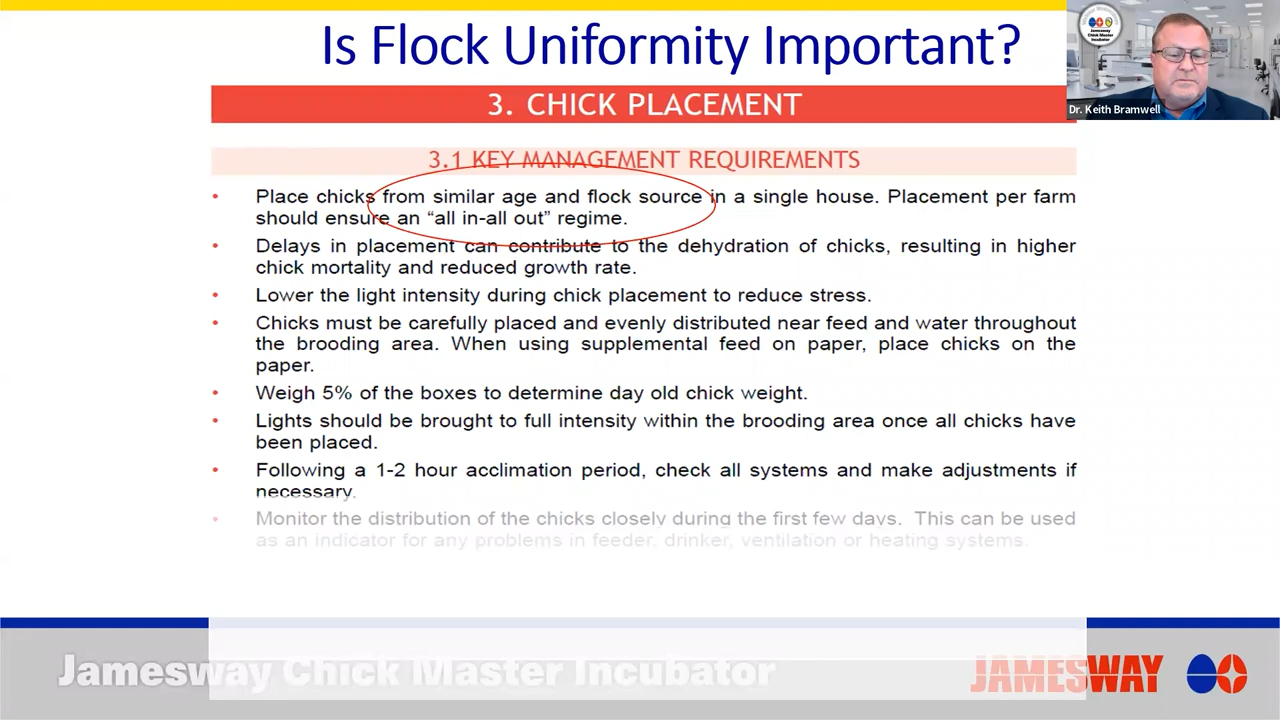 Is Flock Uniformity Important?
Jamesway
Chick Master
Incubator
Dr. Keith Bramwell
3. CHICK PLACEMENT
3.1 KEY MANAGEMENT REQUIREMENTS
• Place chicks from similar age and flock source in a single house. Placement per farm
should ensure an “all in-all out” regime.
• Delays in placement can contribute to the dehydration of chicks, resulting in higher
chick mortality and reduced growth rate.
• Lower the light intensity during chick placement to reduce stress.
• Chicks must be carefully placed and evenly distributed near feed and water throughout
the brooding area. When using supplemental feed on paper, place chicks on the
paper.
• Weigh 5% of the boxes to determine day old chick weight.
• Lights should be brought to full intensity within the brooding area once all chicks have
been placed.
• Following a 1-2 hour acclimation period, check all systems and make adjustments if
necessary.
• Monitor the distribution of the chicks closely during the first few days. This can be used
as an indicator for any problems in feeder, drinker, ventilation or heating systems.
Jamesway Chick Master Incubator
JAMESWAY